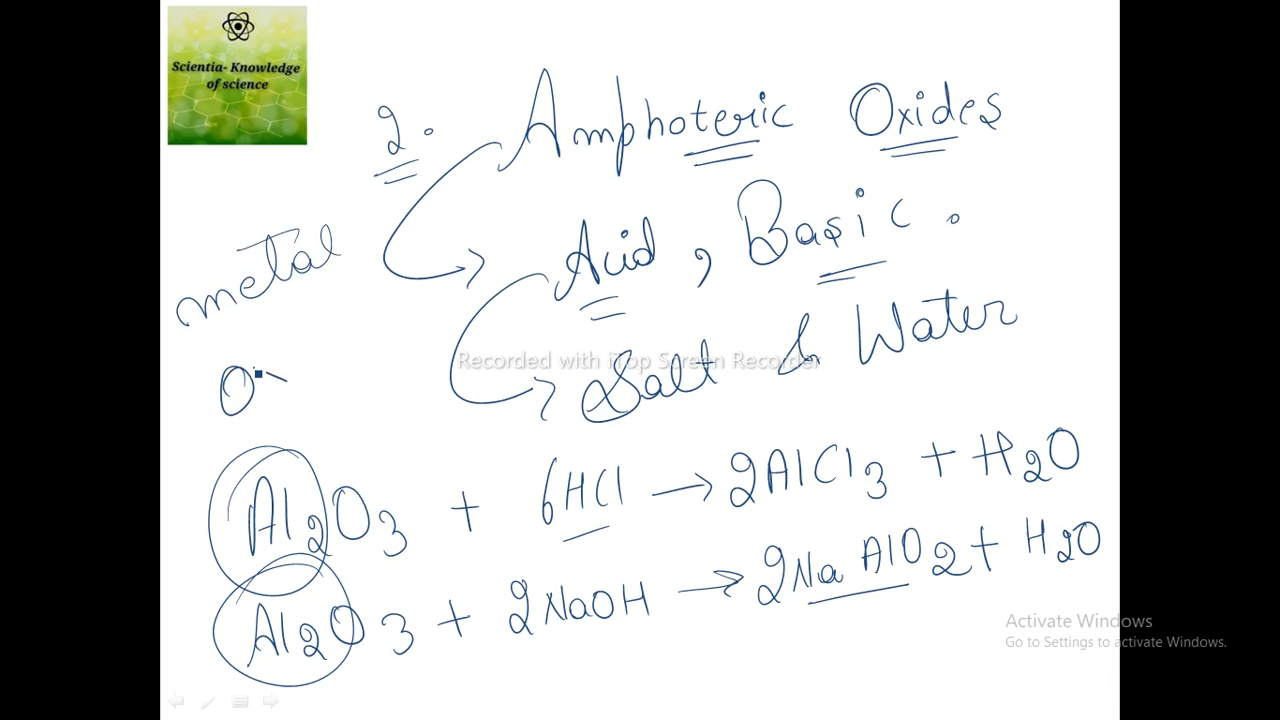 Scientia- Knowledge
of science
2. Amphoteric Oxides
Acid, Basic.
metal
Salt & Water
Recorded with iTop Screen Recorder
Al2O3 + 6HCl → 2AlCl3 + H2O
Al2O3 + 2NaOH → 2NaAlO2 + H2O
Activate Windows
Go to Settings to activate Windows.